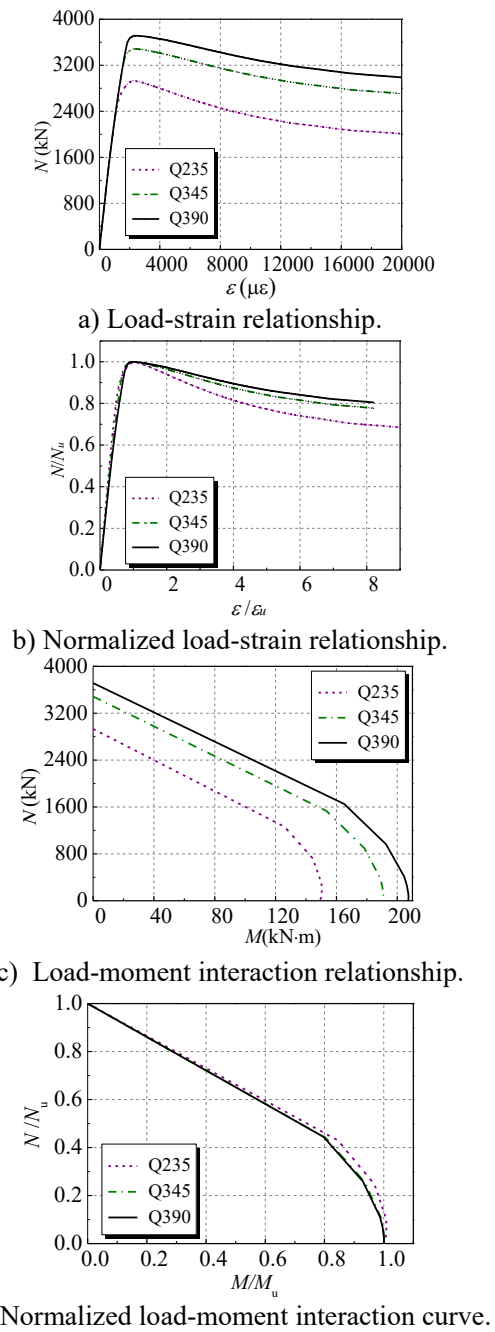 4000
3200
2400
1600
800
0
N (kN)
Q235
Q345
Q390
0 4000 8000 12000 16000 20000
ε (με)
a) Load-strain relationship.
1.0
0.8
0.6
0.4
0.2
0.0
N/Nu
Q235
Q345
Q390
2 4 6 8
ε/εu
b) Normalized load-strain relationship.
4000
3200
2400
1600
800
0
N (kN)
Q235
Q345
Q390
0 40 80 120 160 200
M(kN·m)
c) Load-moment interaction relationship.
1.0
0.8
0.6
0.4
0.2
0.0
N/Nu
Q235
Q345
Q390
0.0 0.2 0.4 0.6 0.8 1.0
M/Mu
Normalized load-moment interaction curve.